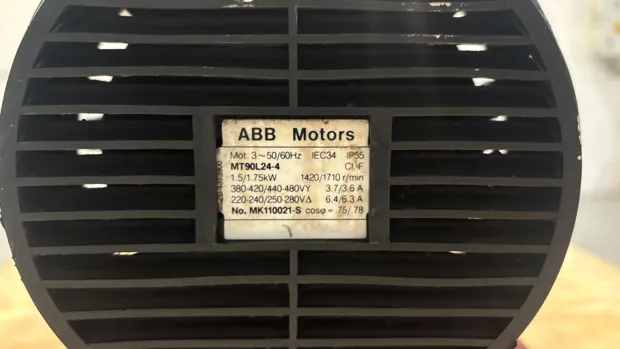 ABB Motors
Mot. 3~50/60Hz IEC34 IP55
MT90L24-4 Cl.F
1.5/1.75kW 1420/1710 r/min
380-420/440-480VY 3.7/3.6 A
220-240/250-280VΔ 6.4/6.3 A
No. MK110021-S cosφ = .75/.78